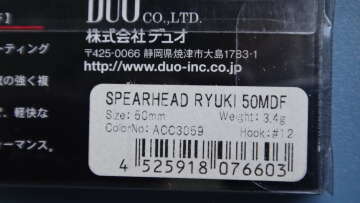 DUO CO.,LTD.
ド】
株式会社デュオ
ーティング
〒425-0066 静岡県焼津市大島1783-1
の強く複
http://www.duo-inc.co.jp
で、軽快な
ォーマンス。
SPEARHEAD RYUKI 50MDF
Size: 50mm Weight: 3.4g
ColorNo: ACC3059 Hook:#12
4 525918 076603